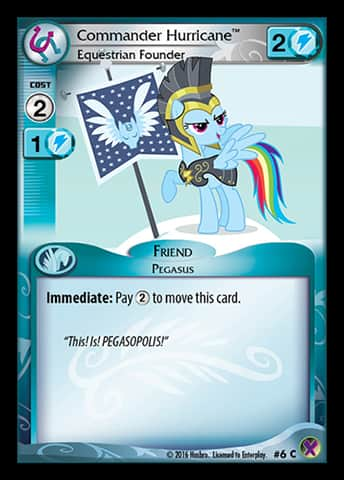 Commander Hurricane™
Equestrian Founder
2
COST
2
1
FRIEND
PEGASUS
Immediate: Pay 2 to move this card.
“This! Is! PEGASOPOLIS!”
© 2016 Hasbro. Licensed to Enterplay.
#6 C